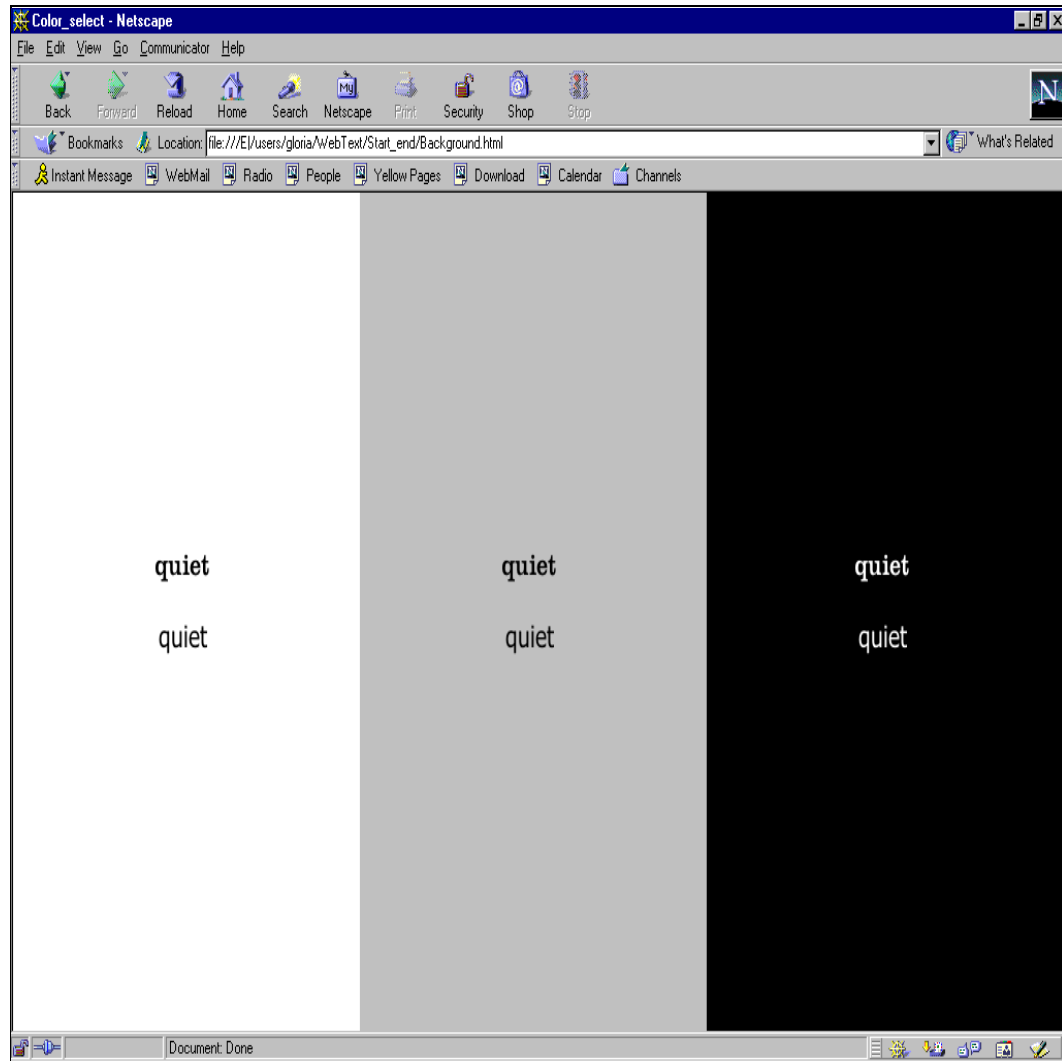 Color_select - Netscape
File Edit View Go Communicator Help
Back Forward Reload Home Search Netscape Print Security Shop Stop
My
N
Bookmarks Location: file:///E|/users/gloria/WebText/Start_end/Background.html What's Related
Instant Message WebMail Radio People Yellow Pages Download Calendar Channels
quiet quiet quiet
quiet quiet quiet
Document: Done